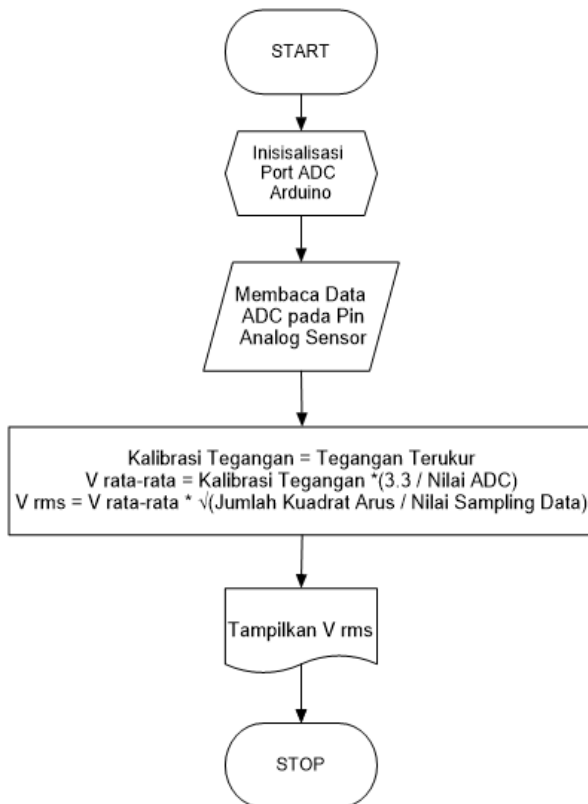 START
Inisisalisasi
Port ADC
Arduino
Membaca Data
ADC pada Pin
Analog Sensor
Kalibrasi Tegangan = Tegangan Terukur
V rata-rata = Kalibrasi Tegangan *(3.3 / Nilai ADC)
V rms = V rata-rata * √(Jumlah Kuadrat Arus / Nilai Sampling Data)
Tampilkan V rms
STOP